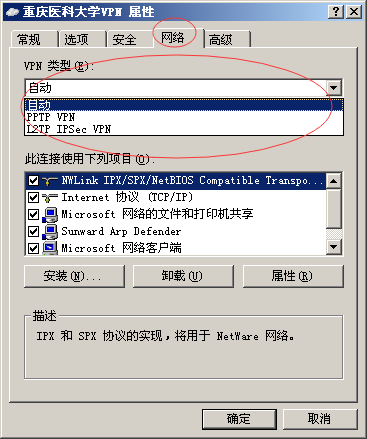 重庆医科大学VPN 属性
常规 选项 安全 网络 高级
VPN 类型(E):
自动
自动
PPTP VPN
L2TP IPSec VPN
此连接使用下列项目(O):
NWLink IPX/SPX/NetBIOS Compatible Transpo...
Internet 协议 (TCP/IP)
Microsoft 网络的文件和打印机共享
Sunward Arp Defender
Microsoft 网络客户端
安装(N)... 卸载(U) 属性(R)
描述
IPX 和 SPX 协议的实现，将用于 NetWare 网络。
确定 取消